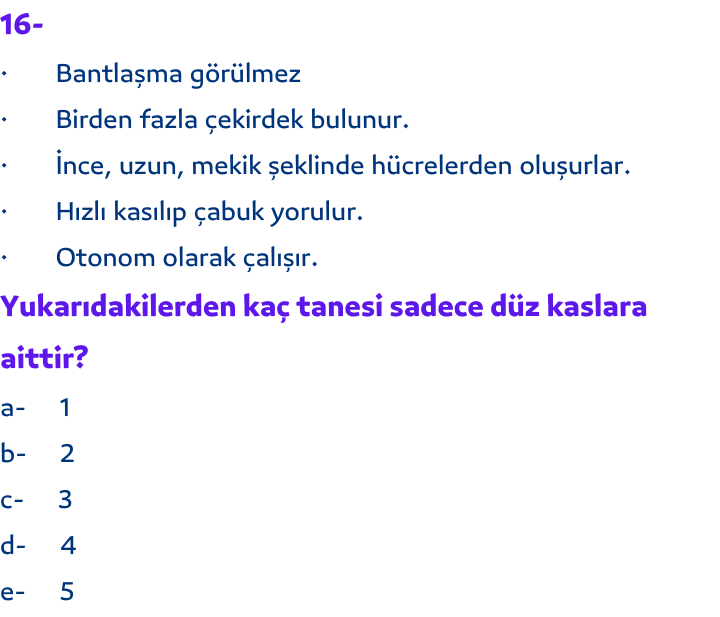 16-
· Bantlaşma görülmez
· Birden fazla çekirdek bulunur.
· İnce, uzun, mekik şeklinde hücrelerden oluşurlar.
· Hızlı kasılıp çabuk yorulur.
· Otonom olarak çalışır.
Yukarıdakilerden kaç tanesi sadece düz kaslara
aittir?
a- 1
b- 2
c- 3
d- 4
e- 5